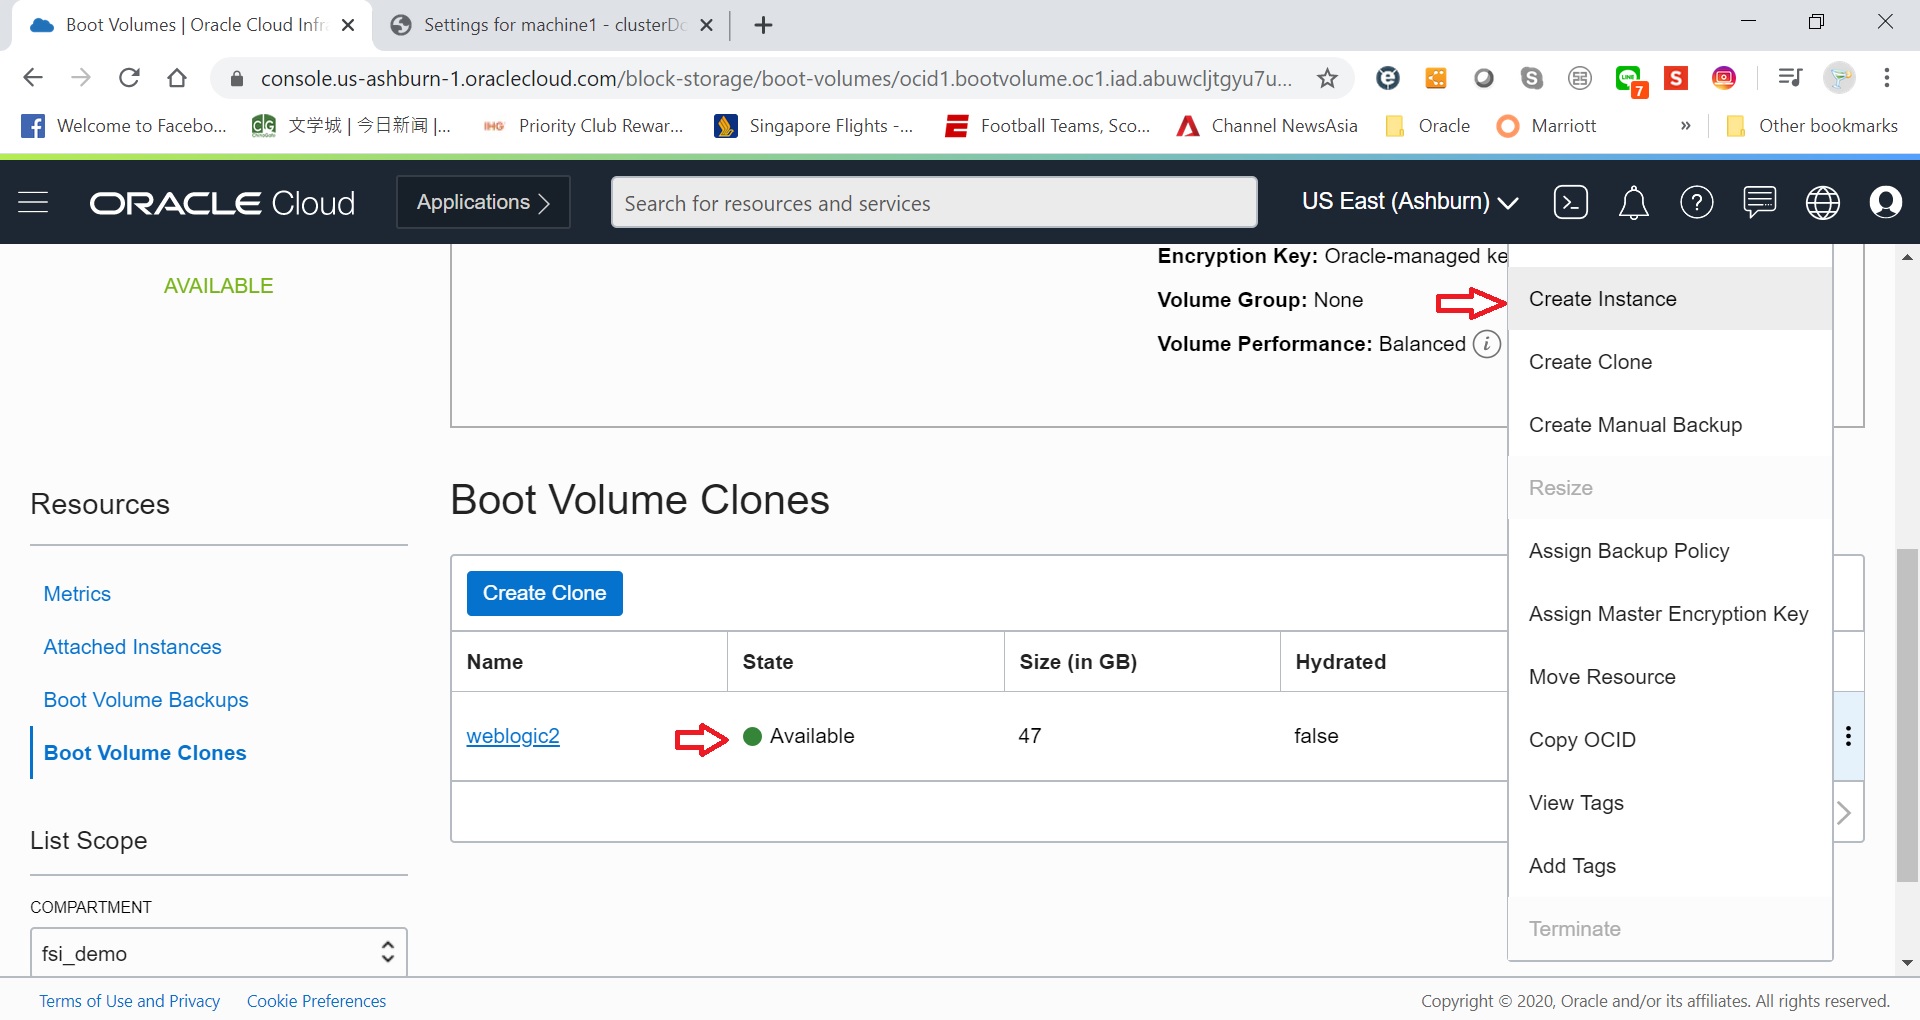 Boot Volumes | Oracle Cloud Infr
Settings for machine1 - clusterDo
console.us-ashburn-1.oraclecloud.com/block-storage/boot-volumes/ocid1.bootvolume.oc1.iad.abuwcljtgyu7u...
7
S
Welcome to Facebo...
文学城 | 今日新闻 |...
IHG
Priority Club Rewar...
Singapore Flights -...
Football Teams, Sco...
Channel NewsAsia
Oracle
Marriott
»
Other bookmarks
ORACLE Cloud
Applications
Search for resources and services
US East (Ashburn)
AVAILABLE
Encryption Key: Oracle-managed ke
Volume Group: None
Volume Performance: Balanced
Create Instance
Create Clone
Create Manual Backup
Resize
Assign Backup Policy
Assign Master Encryption Key
Move Resource
Copy OCID
View Tags
Add Tags
Terminate
Resources
Metrics
Attached Instances
Boot Volume Backups
Boot Volume Clones
List Scope
COMPARTMENT
fsi_demo
Boot Volume Clones
Create Clone
Name State Size (in GB) Hydrated
weblogic2 Available 47 false
Terms of Use and Privacy Cookie Preferences
Copyright © 2020, Oracle and/or its affiliates. All rights reserved.